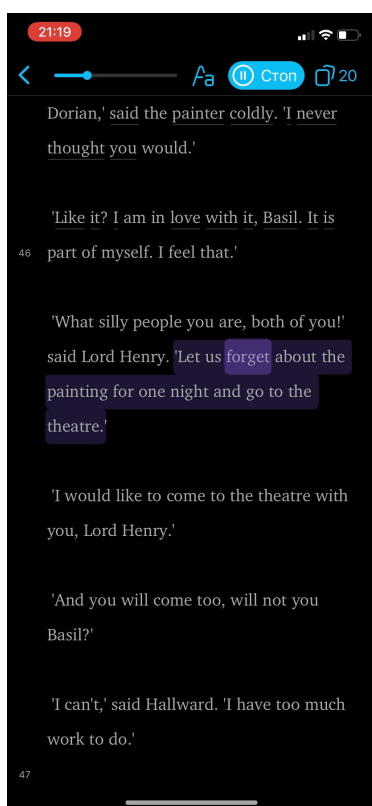 21:19
Aa
Стоп
20
Dorian,' said the painter coldly. 'I never
thought you would.'
'Like it? I am in love with it, Basil. It is
46
part of myself. I feel that.'
'What silly people you are, both of you!'
said Lord Henry. 'Let us forget about the
painting for one night and go to the
theatre.'
'I would like to come to the theatre with
you, Lord Henry.'
'And you will come too, will not you
Basil?'
'I can't,' said Hallward. 'I have too much
work to do.'
47